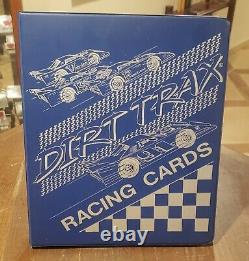 DIRT TRAX
RACING CARDS